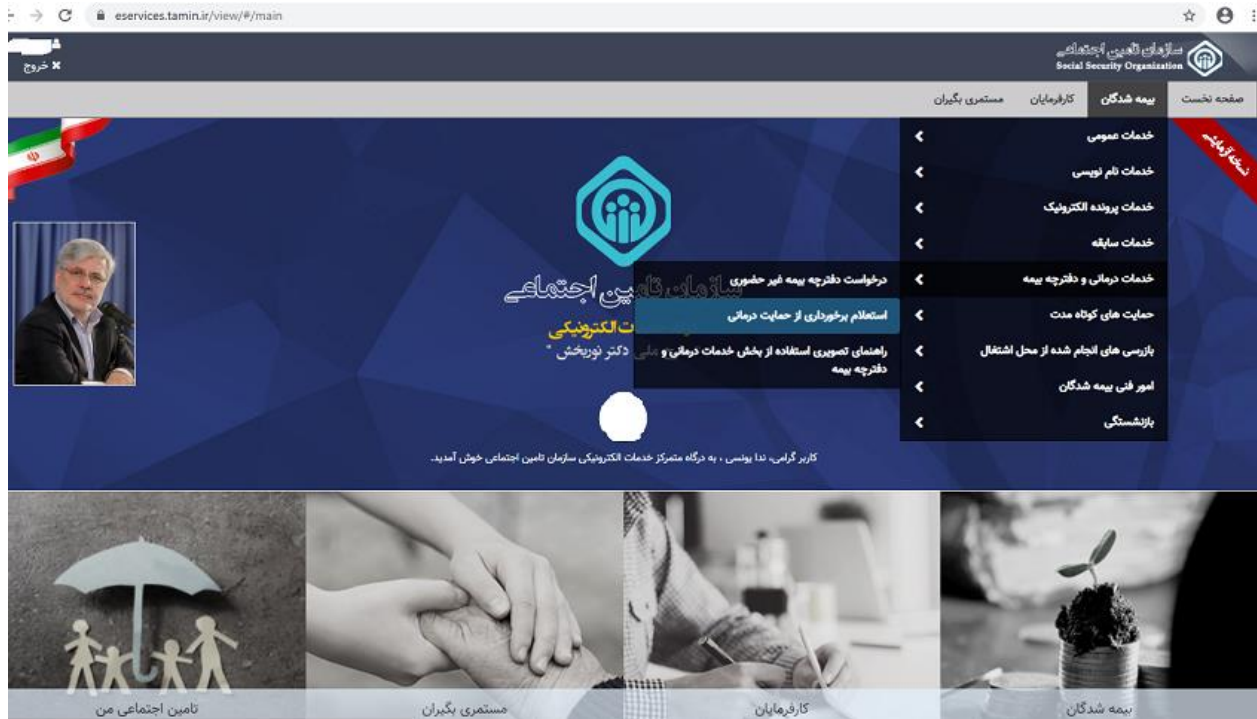 eservices.tamin.ir/view/#/main
سازمان تامین اجتماعی
Social Security Organization
خروج
صفحه نخست
بیمه شدگان
کارفرمایان
مستمری بگیران
نسخه آزمایشی
خدمات عمومی
خدمات نام نویسی
خدمات پرونده الکترونیک
خدمات سابقه
خدمات درمانی و دفترچه بیمه
حمایت های کوتاه مدت
بازرسی های انجام شده از محل اشتغال
امور فنی بیمه شدگان
بازنشستگی
درخواست دفترچه بیمه غیر حضوری
استعلام برخورداری از حمایت درمانی
راهنمای تصویری استفاده از بخش خدمات درمانی و
دفترچه بیمه
سازمان تامین اجتماعی
ت الکترونیکی
ملی دکتر نوربخش "
کاربر گرامی، ندا یونسی ، به درگاه متمرکز خدمات الکترونیکی سازمان تامین اجتماعی خوش آمدید.
بیمه شدگان
کارفرمایان
مستمری بگیران
تامین اجتماعی من